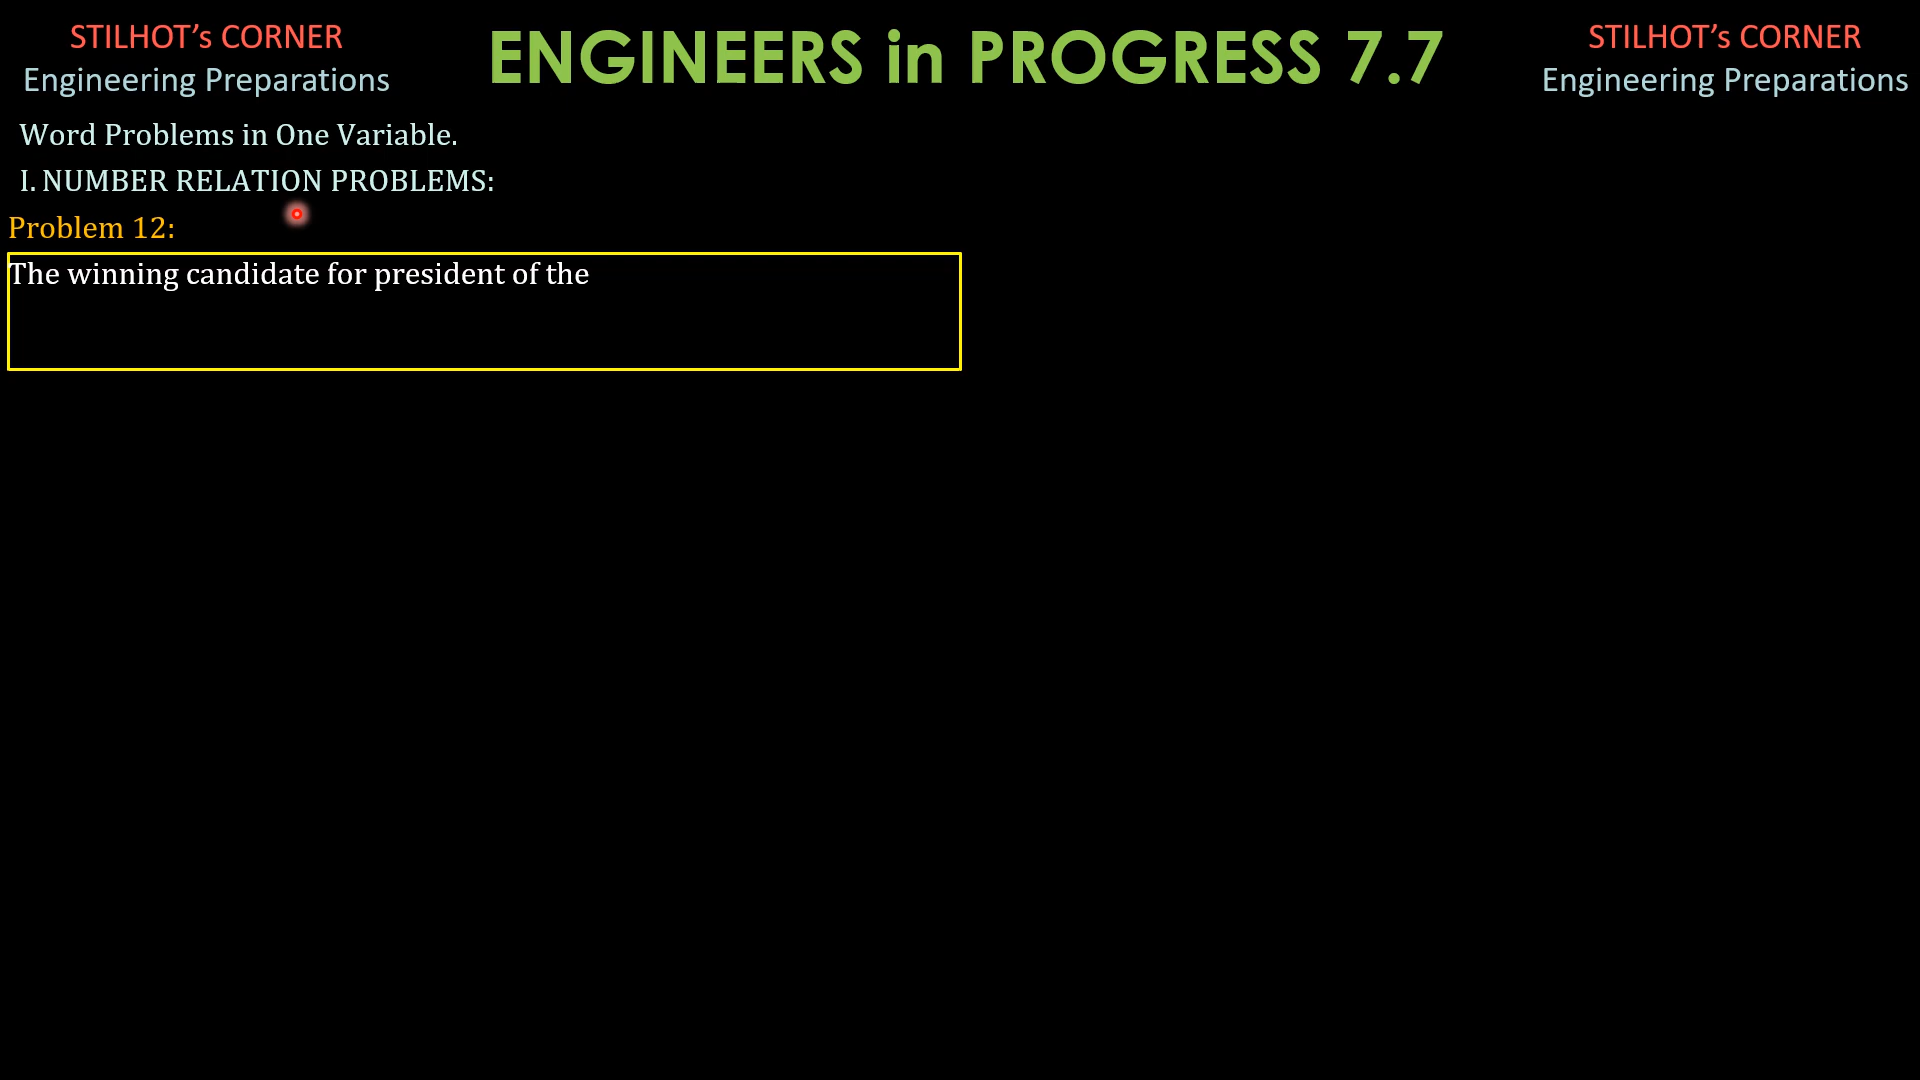 STILHOT’s CORNER
Engineering Preparations
ENGINEERS in PROGRESS 7.7
STILHOT’s CORNER
Engineering Preparations
Word Problems in One Variable.
I. NUMBER RELATION PROBLEMS:
Problem 12:
The winning candidate for president of the